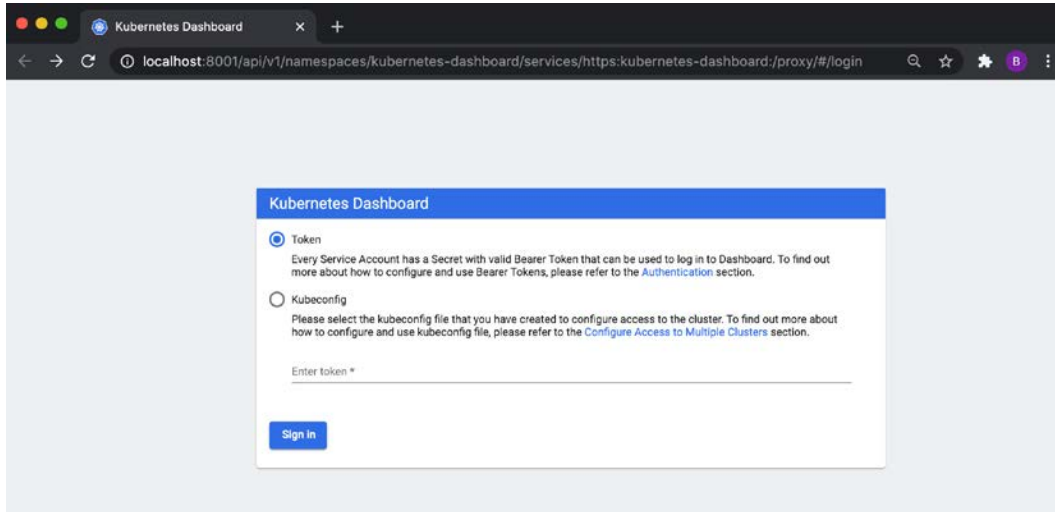 Kubernetes Dashboard
localhost:8001/api/v1/namespaces/kubernetes-dashboard/services/https:kubernetes-dashboard:/proxy/#/login
B
Kubernetes Dashboard
Token
Every Service Account has a Secret with valid Bearer Token that can be used to log in to Dashboard. To find out
more about how to configure and use Bearer Tokens, please refer to the Authentication section.
Kubeconfig
Please select the kubeconfig file that you have created to configure access to the cluster. To find out more about
how to configure and use kubeconfig file, please refer to the Configure Access to Multiple Clusters section.
Enter token *
Sign in